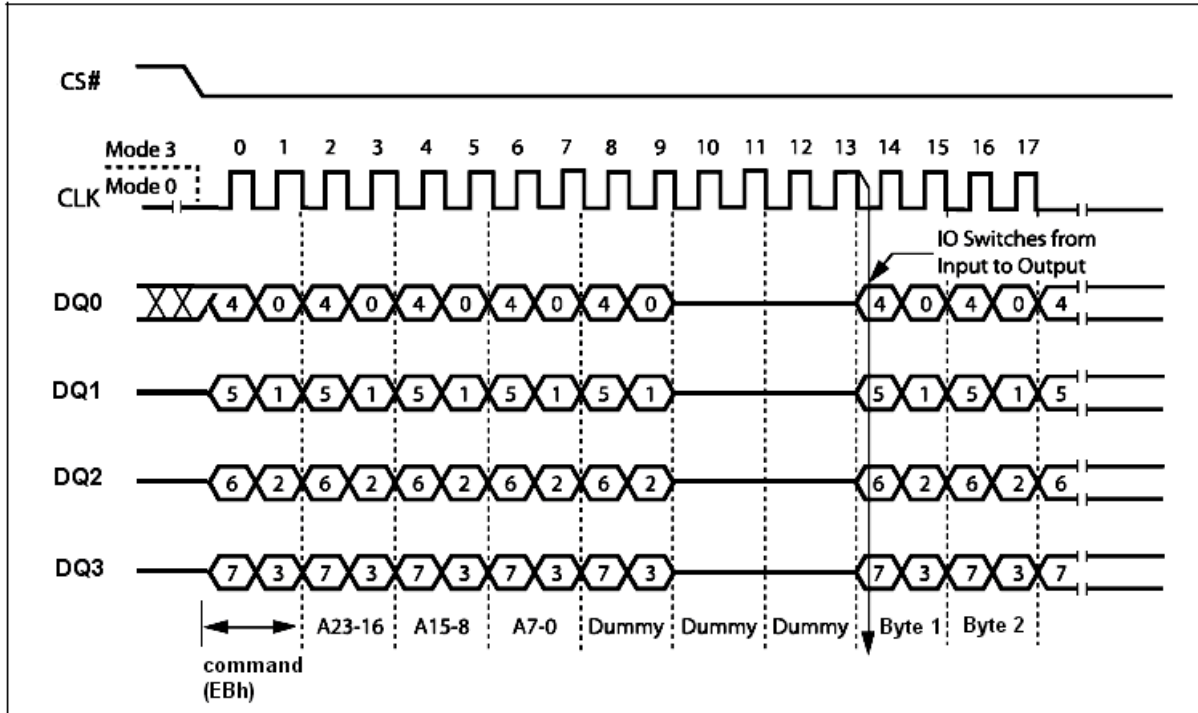 CS#
Mode 3
0 1 2 3 4 5 6 7 8 9 10 11 12 13 14 15 16 17
Mode 0
CLK
IO Switches from
Input to Output
DQ0 4 0 4 0 4 0 4 0 4 0 4 0 4 0 4
DQ1 5 1 5 1 5 1 5 1 5 1 5 1 5 1 5
DQ2 6 2 6 2 6 2 6 2 6 2 6 2 6 2 6
DQ3 7 3 7 3 7 3 7 3 7 3 7 3 7 3 7
A23-16 A15-8 A7-0 Dummy Dummy Dummy Byte 1 Byte 2
command
(EBh)